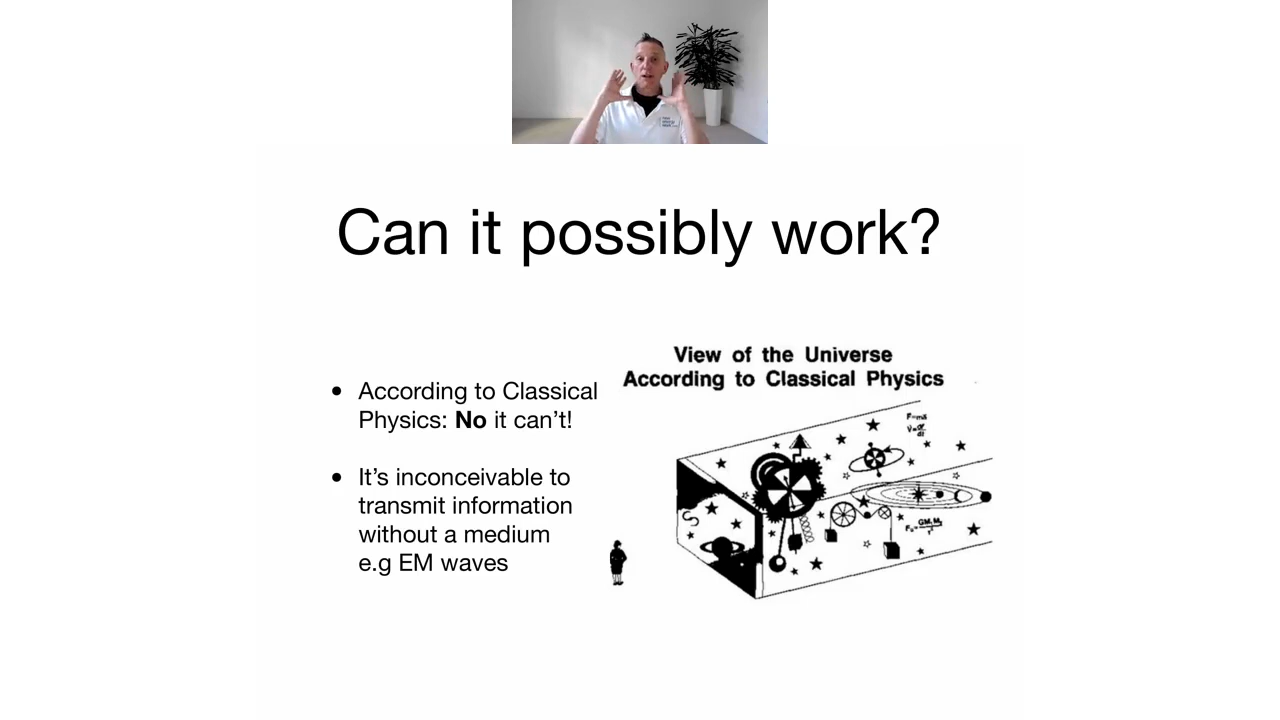 Can it possibly work?
• According to Classical
Physics: No it can't!
• It's inconceivable to
transmit information
without a medium
e.g EM waves
View of the Universe
According to Classical Physics